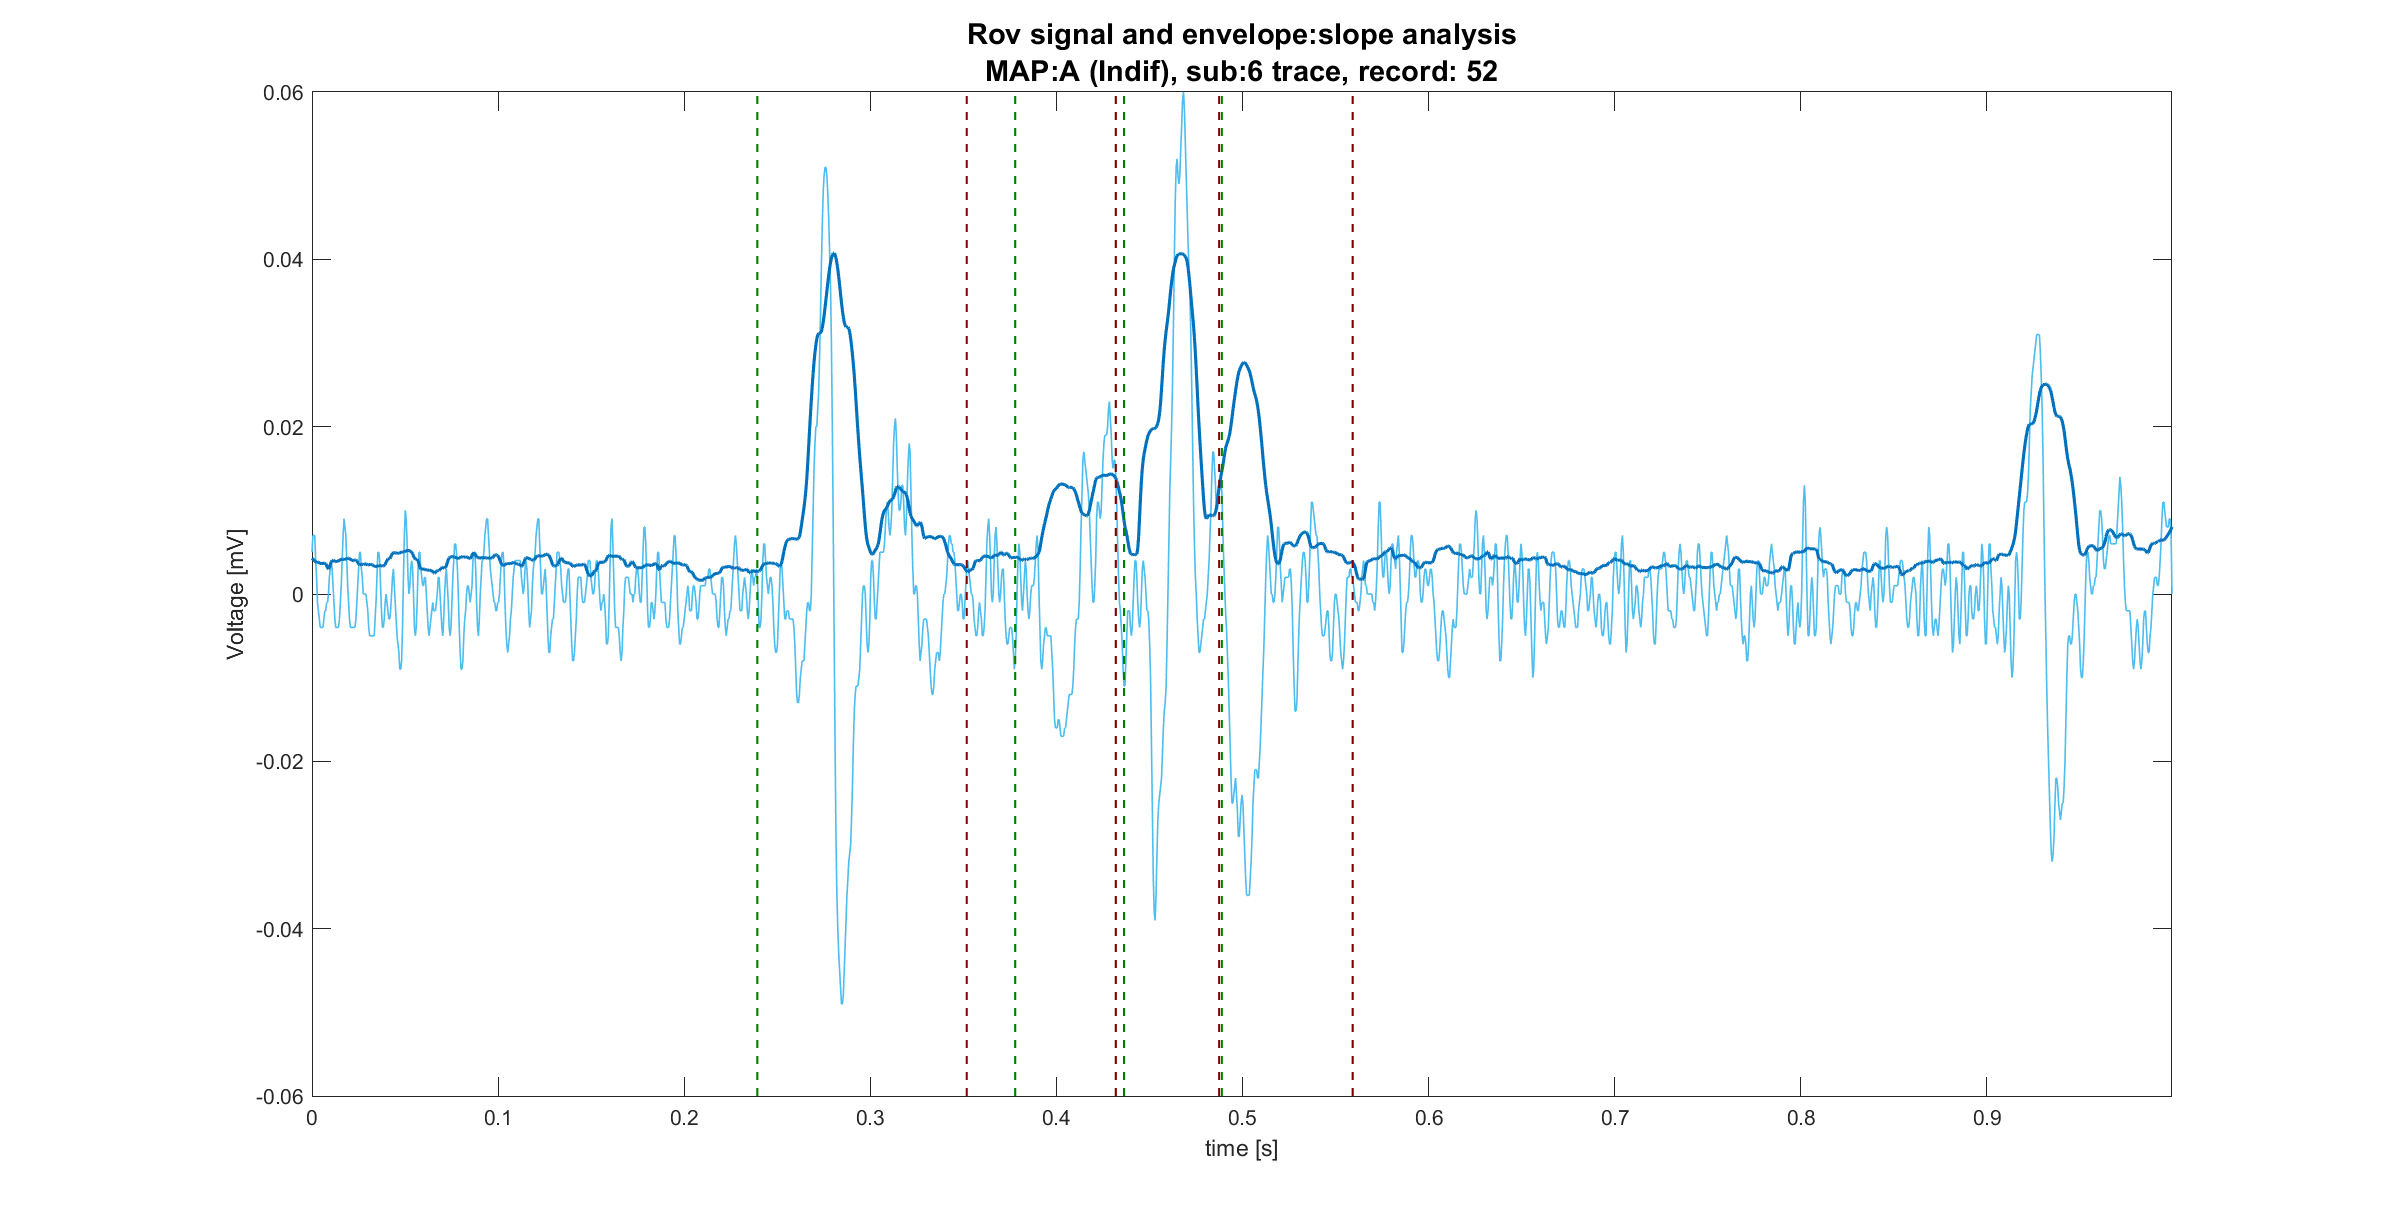 Rov signal and envelope:slope analysis
MAP:A (Indif), sub:6 trace, record: 52
0.06
0.04
0.02
0
-0.02
-0.04
-0.06
Voltage [mV]
0 0.1 0.2 0.3 0.4 0.5 0.6 0.7 0.8 0.9
time [s]